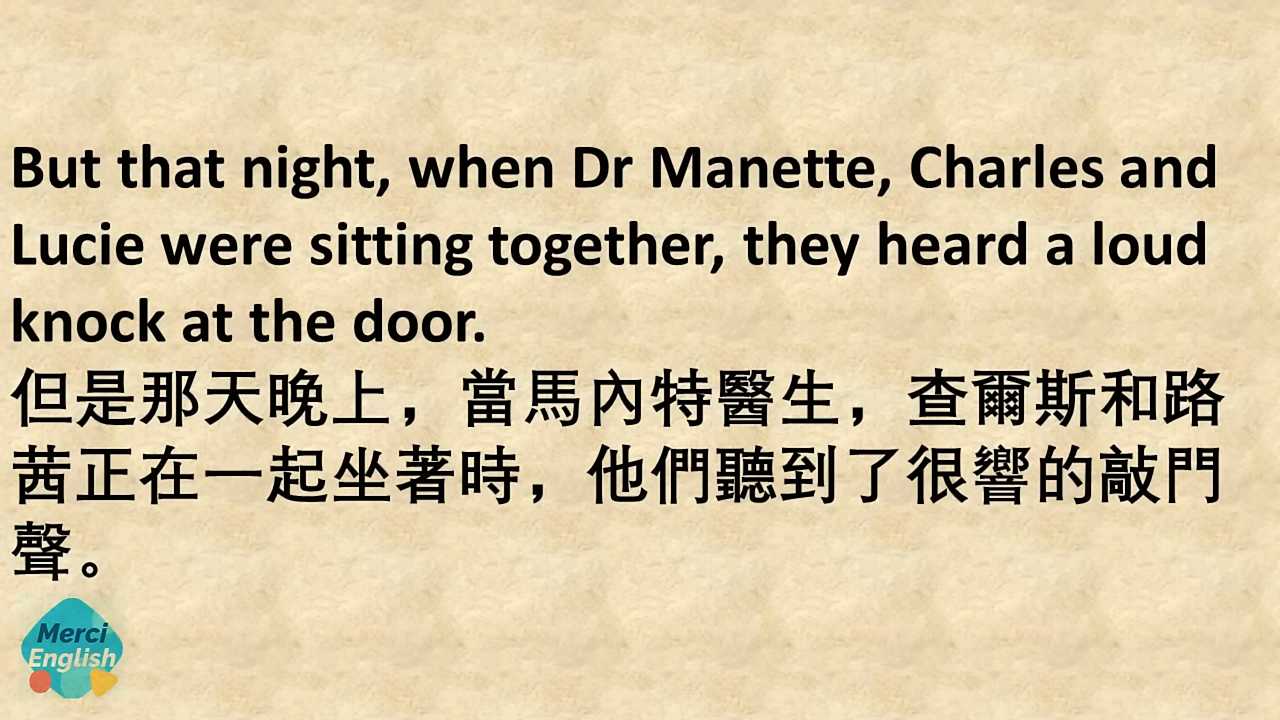 But that night, when Dr Manette, Charles and
Lucie were sitting together, they heard a loud
knock at the door.
但是那天晚上，當馬內特醫生，查爾斯和路
茜正在一起坐著時，他們聽到了很響的敲門
聲。
Merci
English